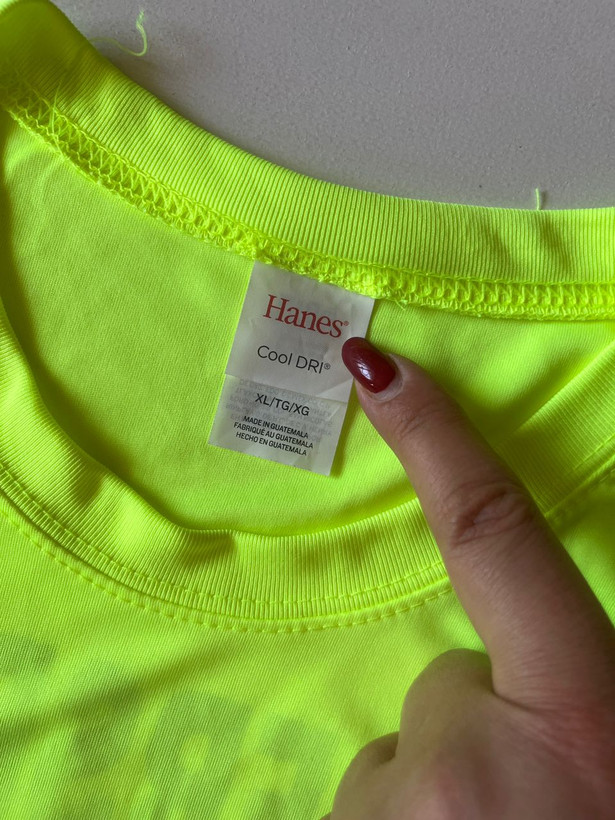 Hanes®
Cool DRI®
XL/TG/XG
MADE IN GUATEMALA
FABRIQUÉ AU GUATEMALA
HECHO EN GUATEMALA